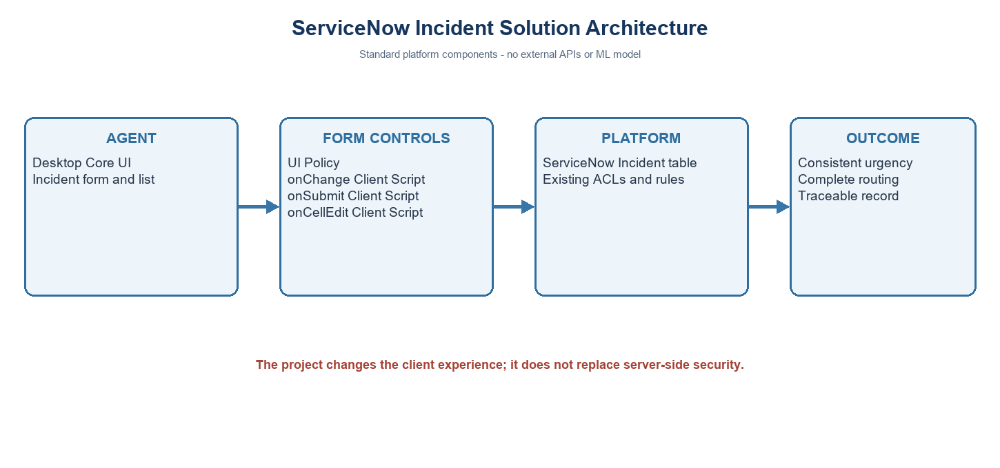 ServiceNow Incident Solution Architecture
Standard platform components - no external APIs or ML model
AGENT
Desktop Core UI
Incident form and list
FORM CONTROLS
UI Policy
onChange Client Script
onSubmit Client Script
onCellEdit Client Script
PLATFORM
ServiceNow Incident table
Existing ACLs and rules
OUTCOME
Consistent urgency
Complete routing
Traceable record
The project changes the client experience; it does not replace server-side security.